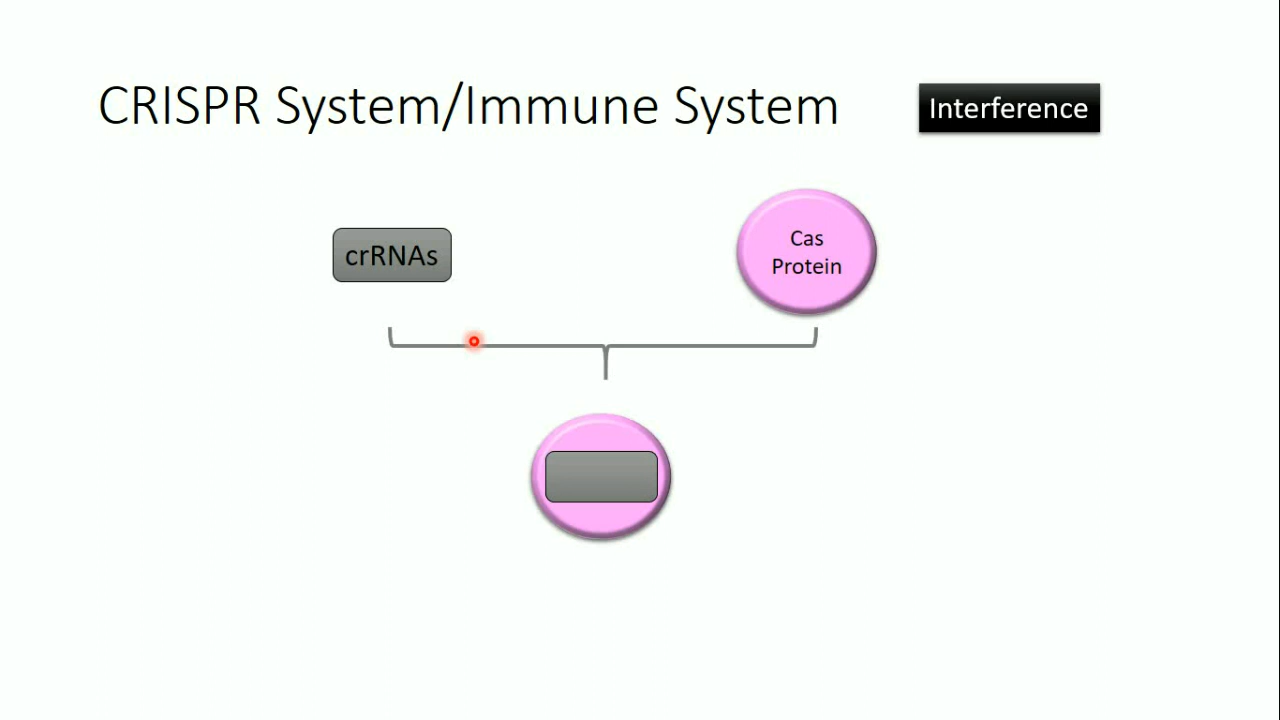 CRISPR System/Immune System
Interference
crRNAs
Cas
Protein